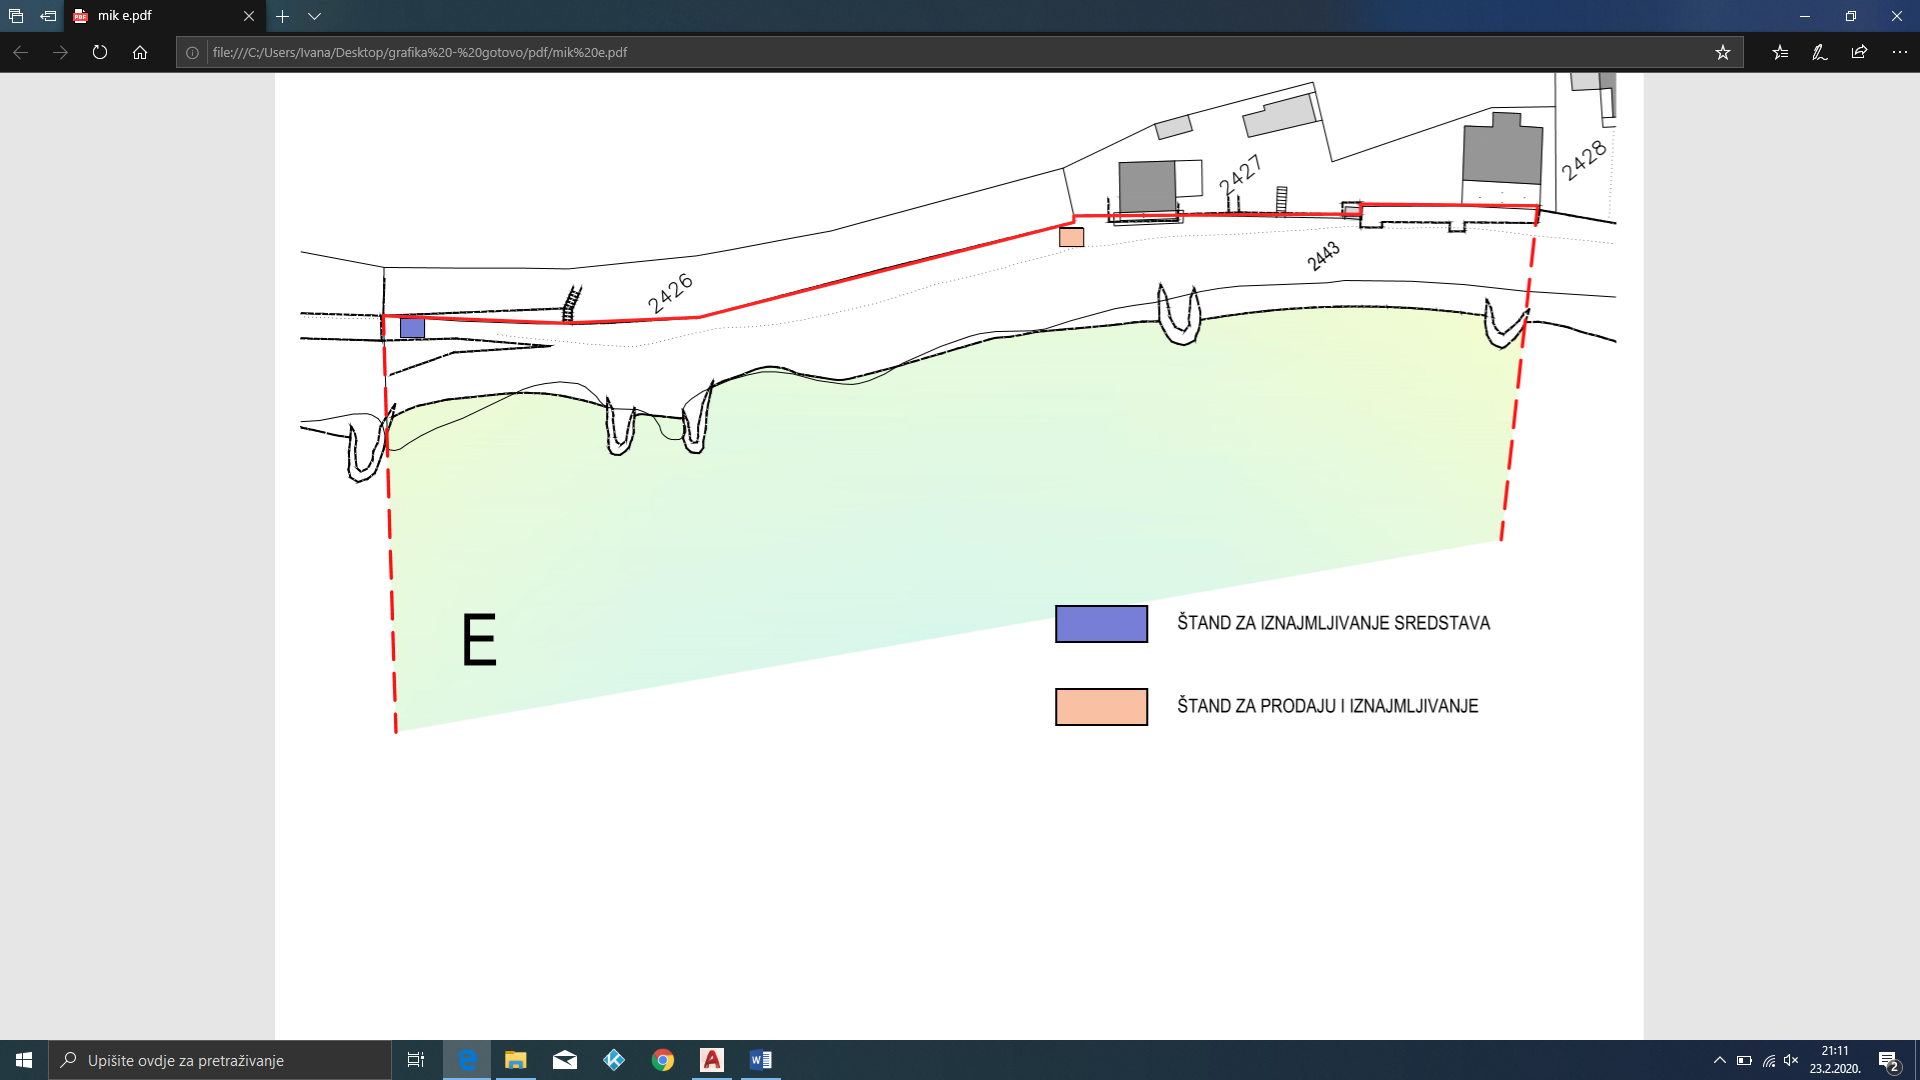 mik e.pdf
file:///C:/Users/Ivana/Desktop/grafika%20-%20gotovo/pdf/mik%20e.pdf
2427
2428
2443
2426
E
ŠTAND ZA IZNAJMLJIVANJE SREDSTAVA
ŠTAND ZA PRODAJU I IZNAJMLJIVANJE
Upišite ovdje za pretraživanje
21:11
23.2.2020.
2